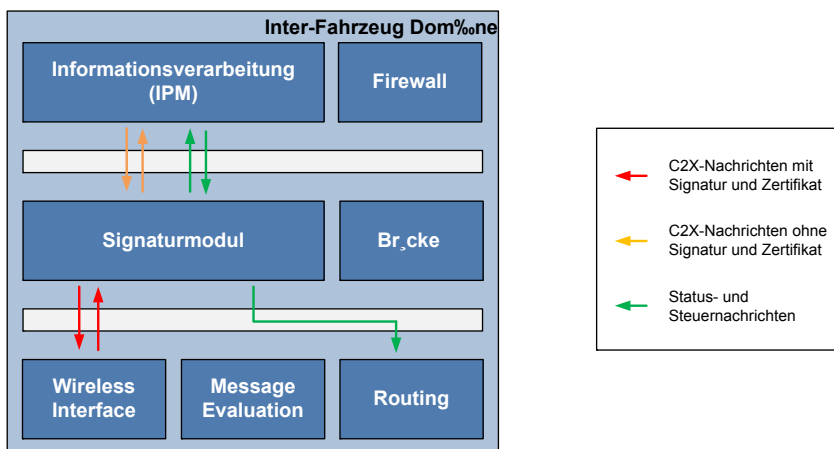 Inter-Fahrzeug Dom‰ne
Informationsverarbeitung
(IPM)
Firewall
Signaturmodul
Br¸cke
Wireless
Interface
Message
Evaluation
Routing
C2X-Nachrichten mit
Signatur und Zertifikat
C2X-Nachrichten ohne
Signatur und Zertifikat
Status- und
Steuernachrichten